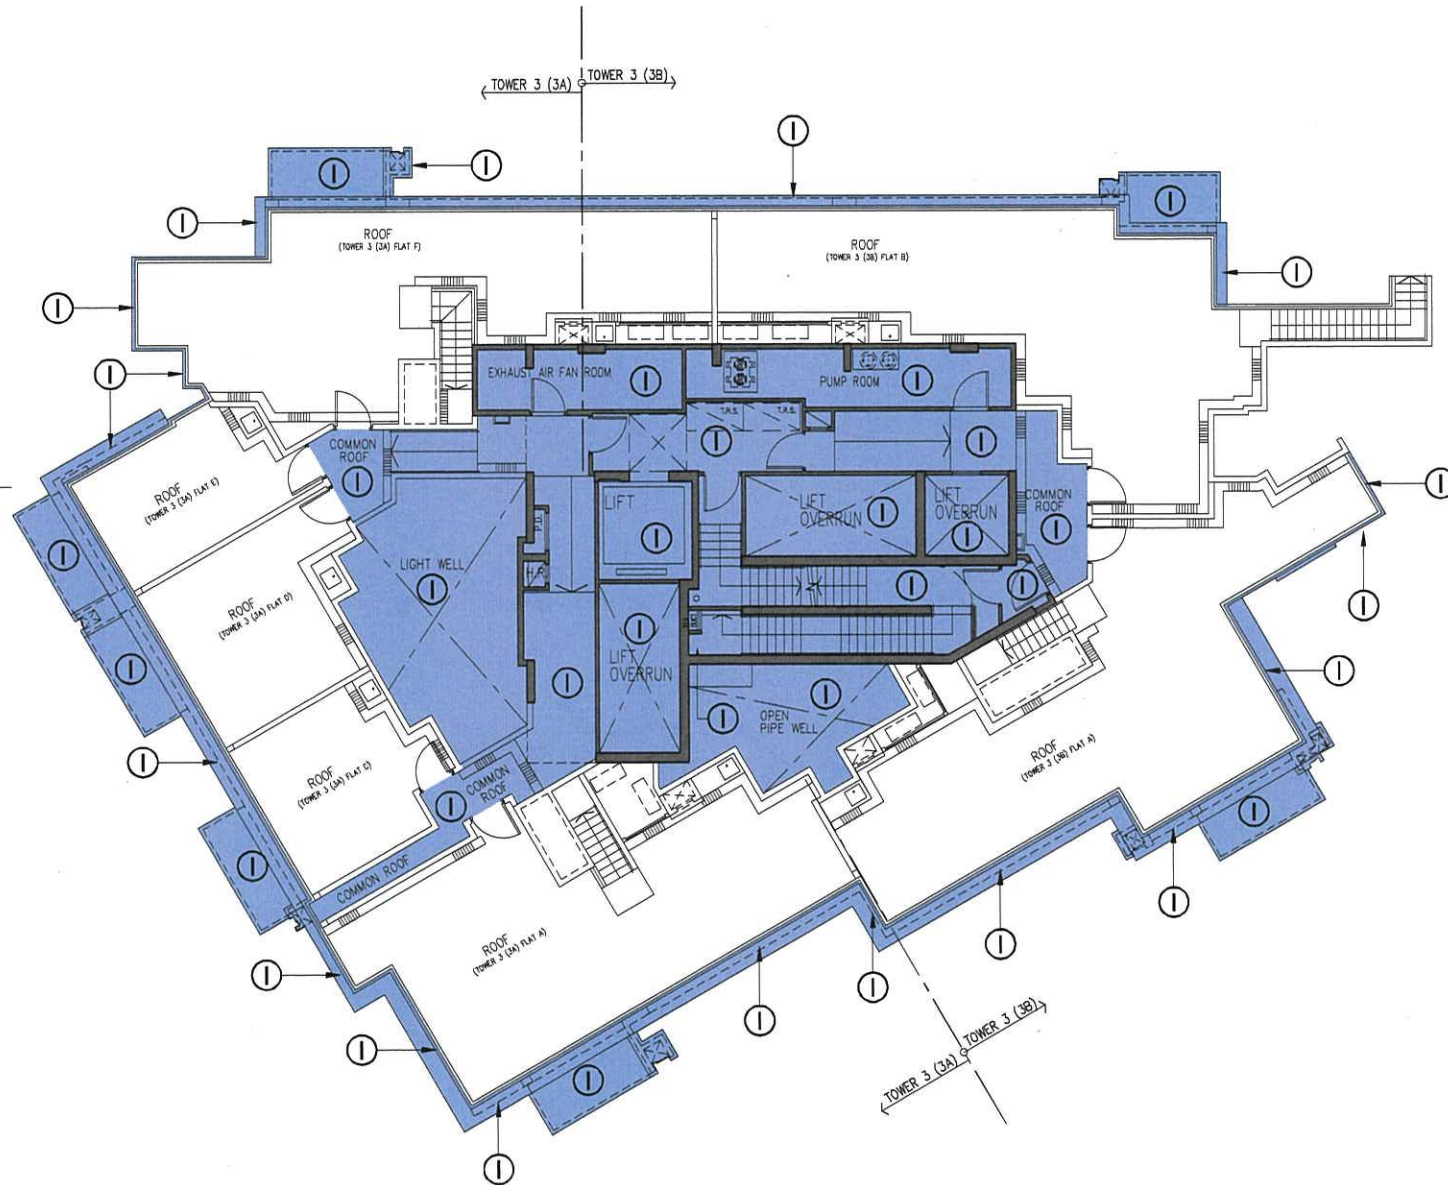 TOWER 3 (3A)
TOWER 3 (3B)
I
I
I
I
I
I
I
ROOF
(TOWER 3 (3A) FLAT F)
ROOF
(TOWER 3 (3B) FLAT B)
I
I
EXHAUST AIR FAN ROOM
I
PUMP ROOM
I
T.R.S.
T.R.S.
I
I
COMMON
ROOF
I
ROOF
(TOWER 3 (3A) FLAT E)
LIFT
I
LIFT
OVERRUN
I
LIFT
OVERRUN
I
COMMON
ROOF
I
I
P.D.
H.R.
LIGHT WELL
I
I
I
I
I
ROOF
(TOWER 3 (3A) FLAT D)
I
LIFT
OVERRUN
I
I
I
I
I
OPEN
PIPE WELL
I
ROOF
(TOWER 3 (3B) FLAT A)
I
ROOF
(TOWER 3 (3A) FLAT C)
COMMON
ROOF
I
I
I
I
COMMON ROOF
I
ROOF
(TOWER 3 (3A) FLAT A)
I
I
I
I
I
I
I
TOWER 3 (3B)
TOWER 3 (3A)
I